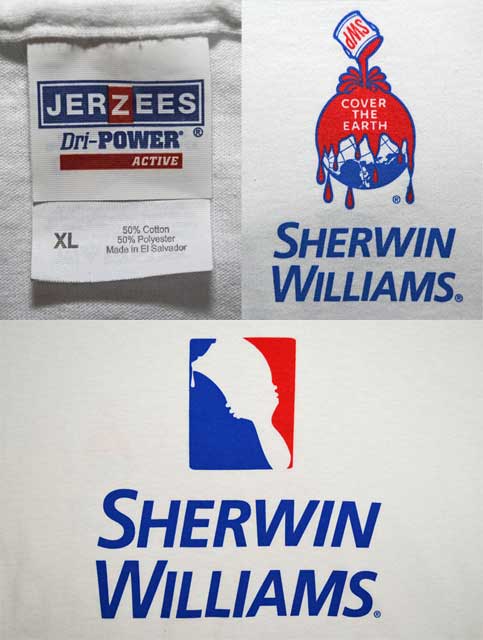 JERZEES
Dri-POWER® ®
ACTIVE
XL
50% Cotton
50% Polyester
Made in El Salvador
SWP
COVER
THE
EARTH
®
SHERWIN
WILLIAMS®
SHERWIN
WILLIAMS®